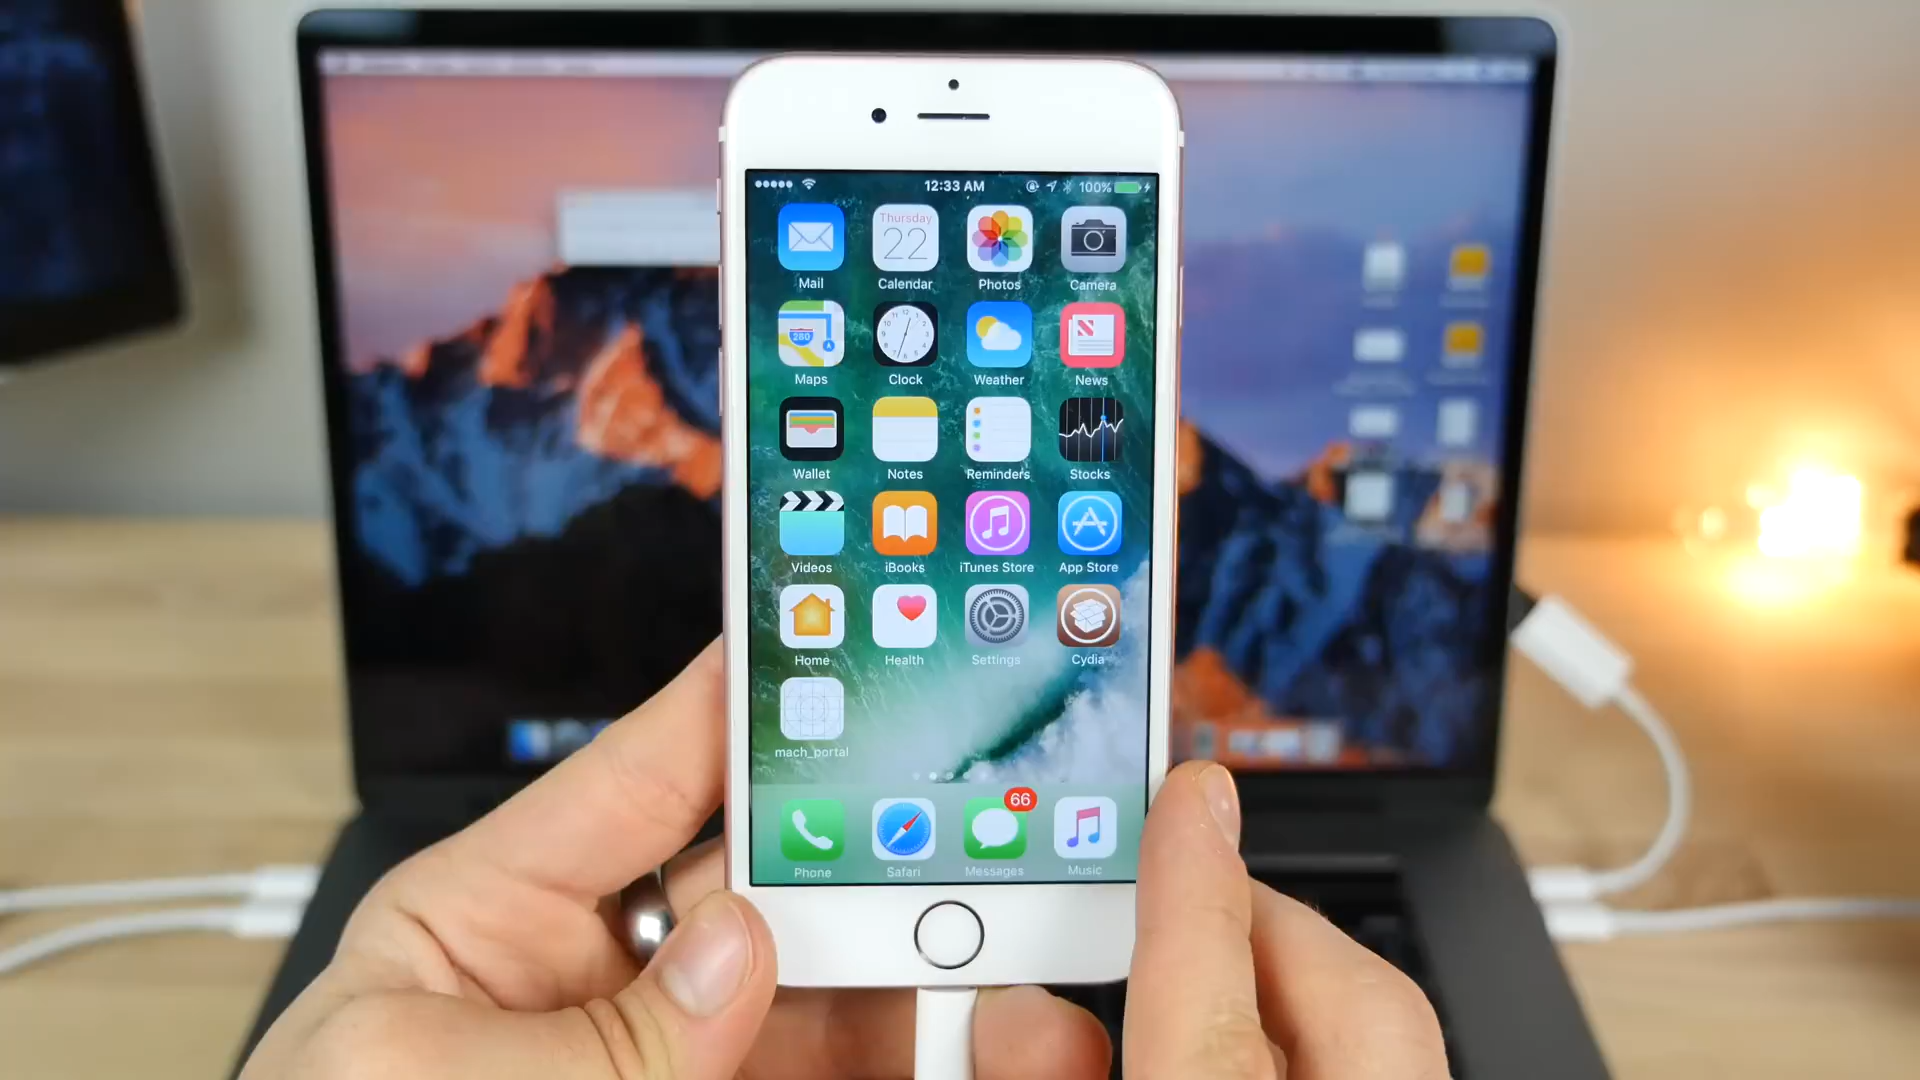 12:33 AM 100%
Thursday
22
Mail Calendar Photos Camera
280
Maps Clock Weather News
Wallet Notes Reminders Stocks
Videos iBooks iTunes Store App Store
Home Health Settings Cydia
mach_portal
66
Phone Safari Messages Music